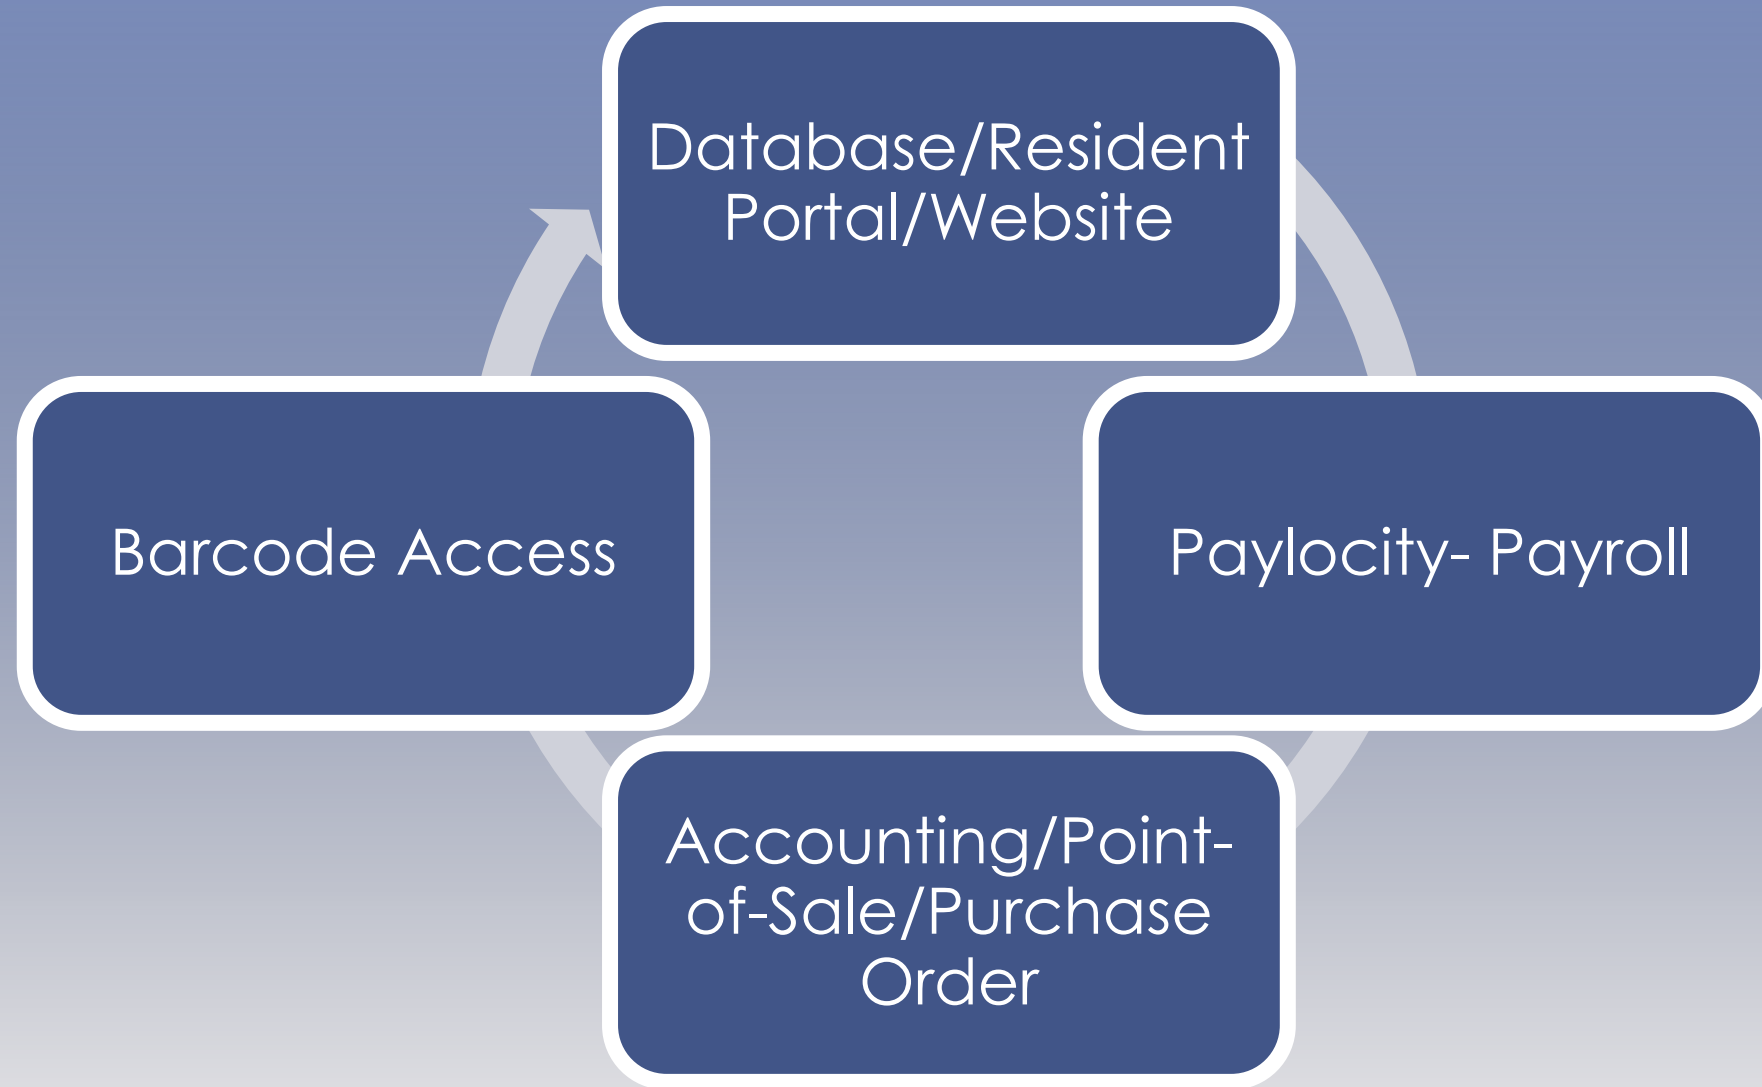 Database/Resident
Portal/Website
Barcode Access
Paylocity- Payroll
Accounting/Point-
of-Sale/Purchase
Order